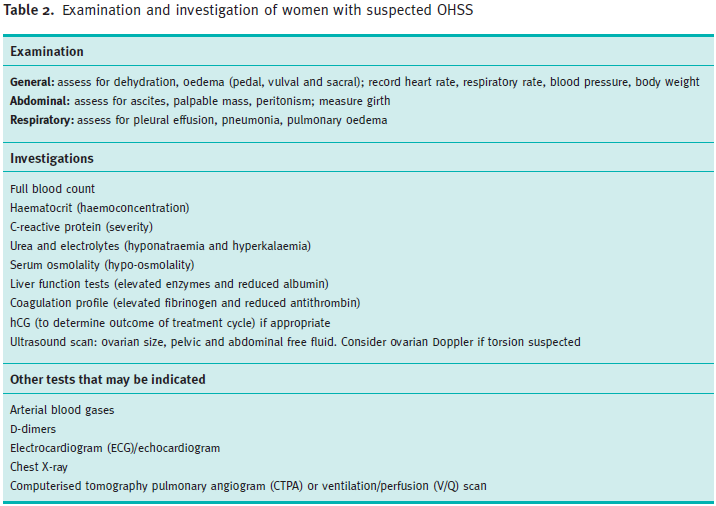 Table 2. Examination and investigation of women with suspected OHSS
Examination
General: assess for dehydration, oedema (pedal, vulval and sacral); record heart rate, respiratory rate, blood pressure, body weight
Abdominal: assess for ascites, palpable mass, peritonism; measure girth
Respiratory: assess for pleural effusion, pneumonia, pulmonary oedema
Investigations
Full blood count
Haematocrit (haemoconcentration)
C-reactive protein (severity)
Urea and electrolytes (hyponatraemia and hyperkalaemia)
Serum osmolality (hypo-osmolality)
Liver function tests (elevated enzymes and reduced albumin)
Coagulation profile (elevated fibrinogen and reduced antithrombin)
hCG (to determine outcome of treatment cycle) if appropriate
Ultrasound scan: ovarian size, pelvic and abdominal free fluid. Consider ovarian Doppler if torsion suspected
Other tests that may be indicated
Arterial blood gases
D-dimers
Electrocardiogram (ECG)/echocardiogram
Chest X-ray
Computerised tomography pulmonary angiogram (CTPA) or ventilation/perfusion (V/Q) scan